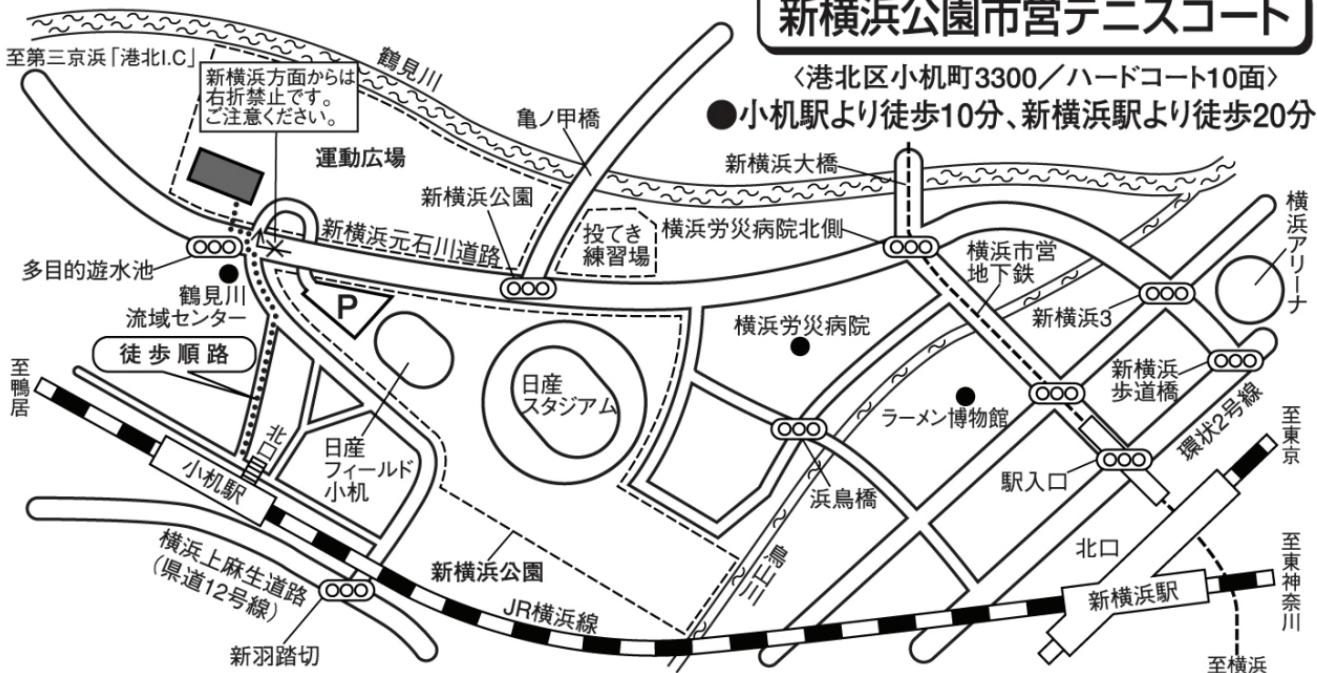 新横浜公園市営テニスコート
〈港北区小机町3300／ハードコート10面〉
●小机駅より徒歩10分、新横浜駅より徒歩20分
至第三京浜「港北I.C」
新横浜方面からは
右折禁止です。
ご注意ください。
鶴見川
亀ノ甲橋
運動広場
新横浜公園
新横浜大橋
新横浜元石川道路
投てき
練習場
横浜労災病院北側
横浜市営
地下鉄
横浜アリーナ
多目的遊水池
鶴見川
流域センター
P
徒歩順路
横浜労災病院
新横浜3
新横浜
歩道橋
日産
スタジアム
ラーメン博物館
環状2号線
至鴨居
北口
小机駅
日産
フィールド
小机
浜鳥橋
駅入口
至東京
鳥山川
北口
新横浜公園
横浜上麻生道路
(県道12号線)
JR横浜線
新横浜駅
至東神奈川
新羽踏切
至横浜